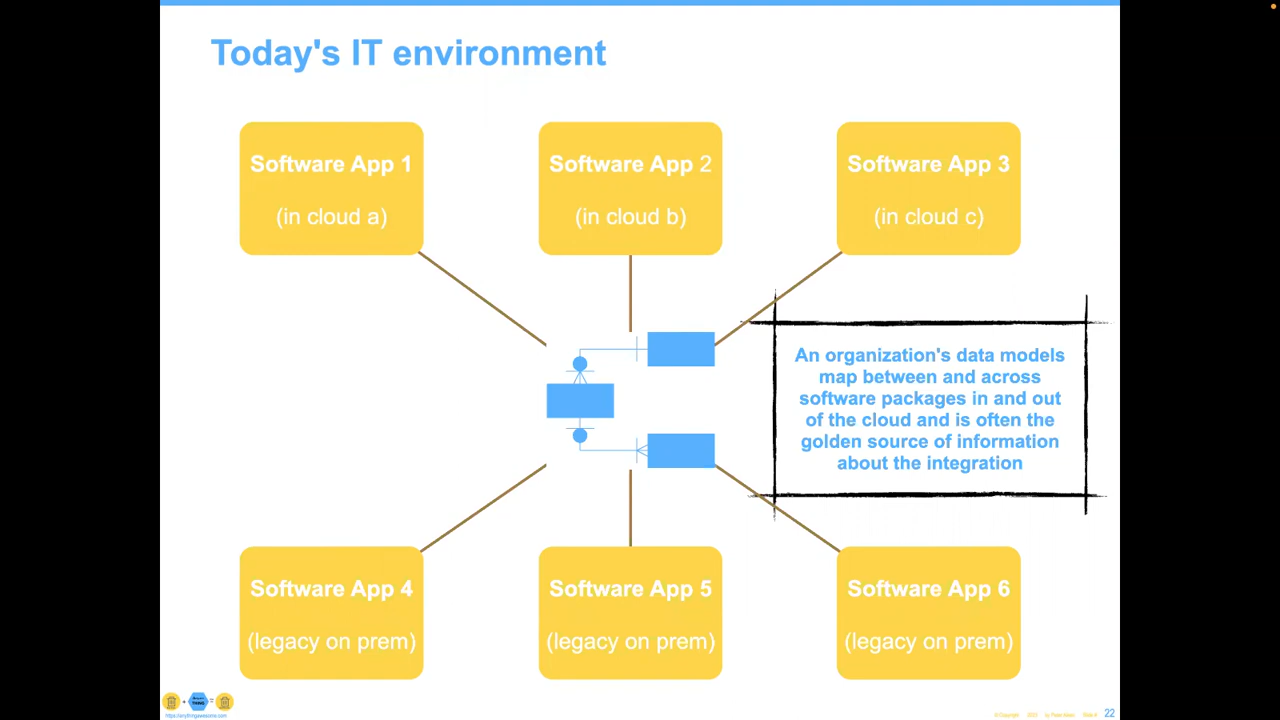 Today's IT environment
Software App 1
(in cloud a)
Software App 2
(in cloud b)
Software App 3
(in cloud c)
An organization's data models
map between and across
software packages in and out
of the cloud and is often the
golden source of information
about the integration
Software App 4
(legacy on prem)
Software App 5
(legacy on prem)
Software App 6
(legacy on prem)
https://anythingawesome.com
22